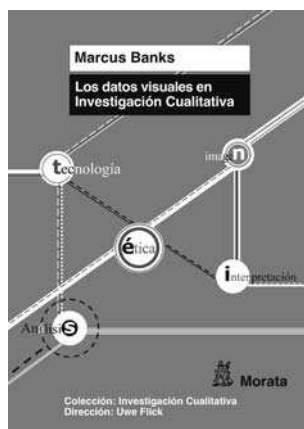 Marcus Banks
Los datos visuales en
Investigación Cualitativa
imagen
tecnología
ética
interpretación
Análisis
Morata
Colección: Investigación Cualitativa
Dirección: Uwe Flick